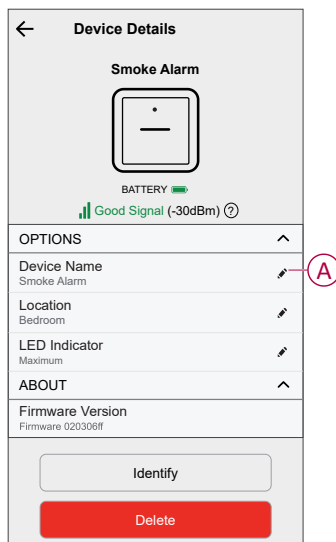 Device Details
Smoke Alarm
BATTERY
Good Signal (-30dBm) ?
OPTIONS
Device Name
A
Smoke Alarm
Location
Bedroom
LED Indicator
Maximum
ABOUT
Firmware Version
Firmware 020306ff
Identify
Delete